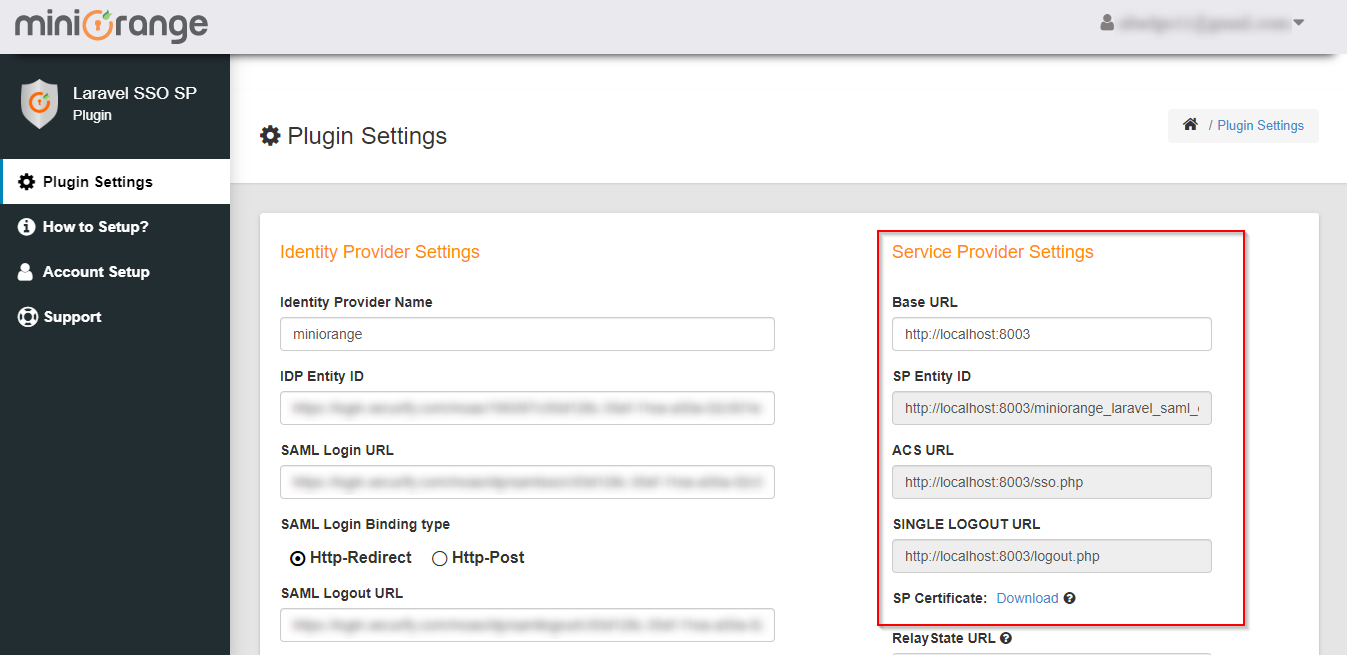 miniorange
Laravel SSO SP
Plugin
Plugin Settings
How to Setup?
Account Setup
Support
Plugin Settings
/ Plugin Settings
Identity Provider Settings
Identity Provider Name
miniorange
IDP Entity ID
SAML Login URL
SAML Login Binding type
Http-Redirect Http-Post
SAML Logout URL
Service Provider Settings
Base URL
http://localhost:8003
SP Entity ID
http://localhost:8003/miniorange_laravel_saml_
ACS URL
http://localhost:8003/sso.php
SINGLE LOGOUT URL
http://localhost:8003/logout.php
SP Certificate: Download
RelayState URL